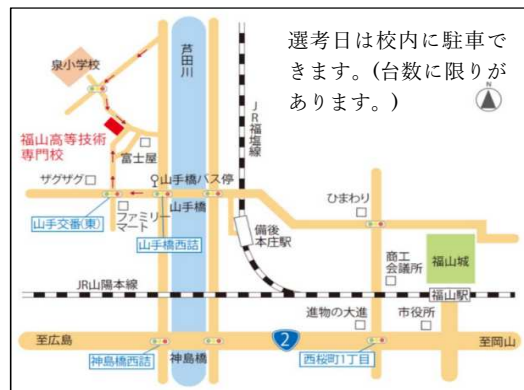 選考日は校内に駐車で
きます。(台数に限りが
あります。)
N
泉小学校
芦田川
JR福塩線
福山高等技術
専門校
富士屋
ザグザグ
山手橋バス停
ひまわり
山手交番(東)
ファミリー
マート
山手橋
山手橋西詰
備後
本庄駅
商工
会議所
福山城
JR山陽本線
福山駅
進物の大進
市役所
至広島
神島橋西詰
神島橋
2
西桜町1丁目
至岡山